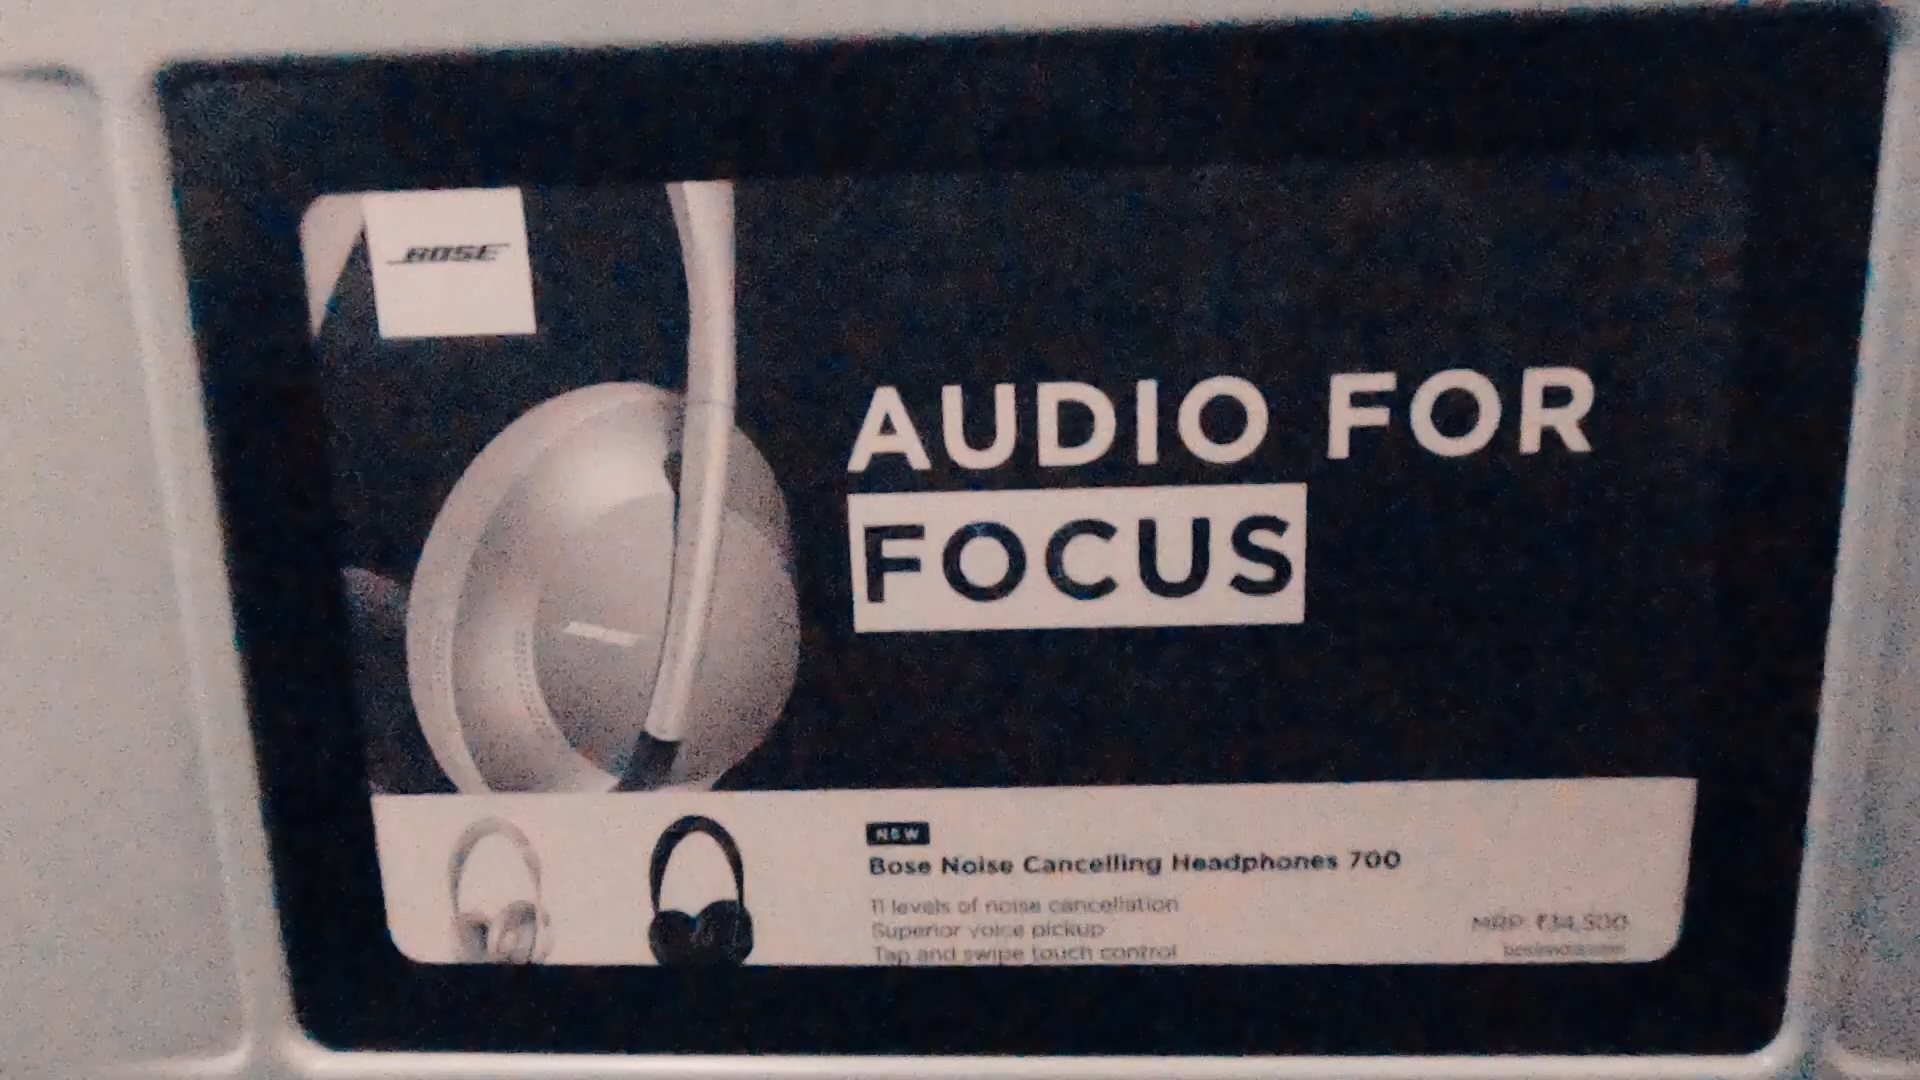 BOSE
AUDIO FOR
FOCUS
NEW
Bose Noise Cancelling Headphones 700
11 levels of noise cancellation
Superior voice pickup
Tap and swipe touch control
MRP: ₹34,500